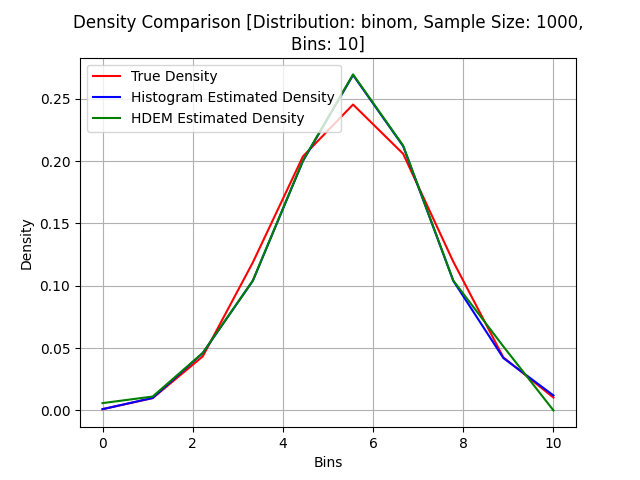 Density Comparison [Distribution: binom, Sample Size: 1000,
Bins: 10]
True Density
Histogram Estimated Density
HDEM Estimated Density
Density
0.25
0.20
0.15
0.10
0.05
0.00
0 2 4 6 8 10
Bins